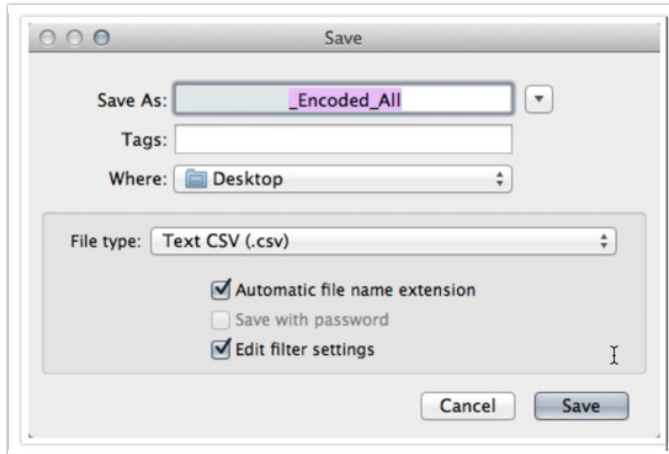 Save
Save As: _Encoded_All
Tags:
Where: Desktop
File type: Text CSV (.csv)
Automatic file name extension
Save with password
Edit filter settings
Cancel Save